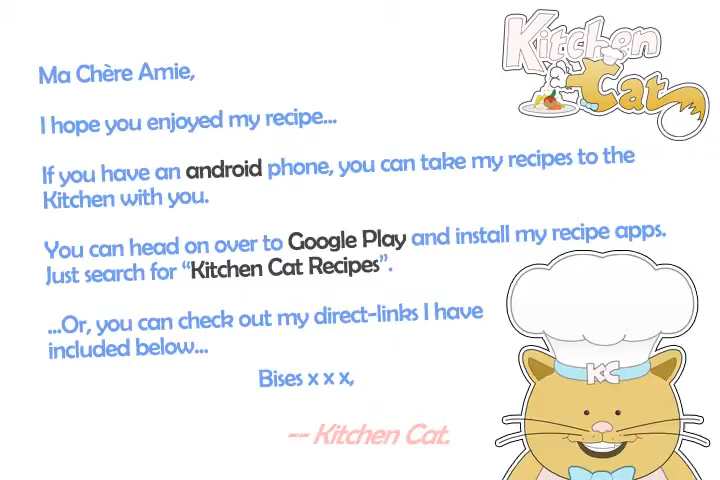 Kitchen
Cat
Ma Chère Amie,
I hope you enjoyed my recipe...
If you have an android phone, you can take my recipes to the
Kitchen with you.
You can head on over to Google Play and install my recipe apps.
Just search for “Kitchen Cat Recipes”.
...Or, you can check out my direct-links I have
included below...
Bises x x x,
-- Kitchen Cat.
KC